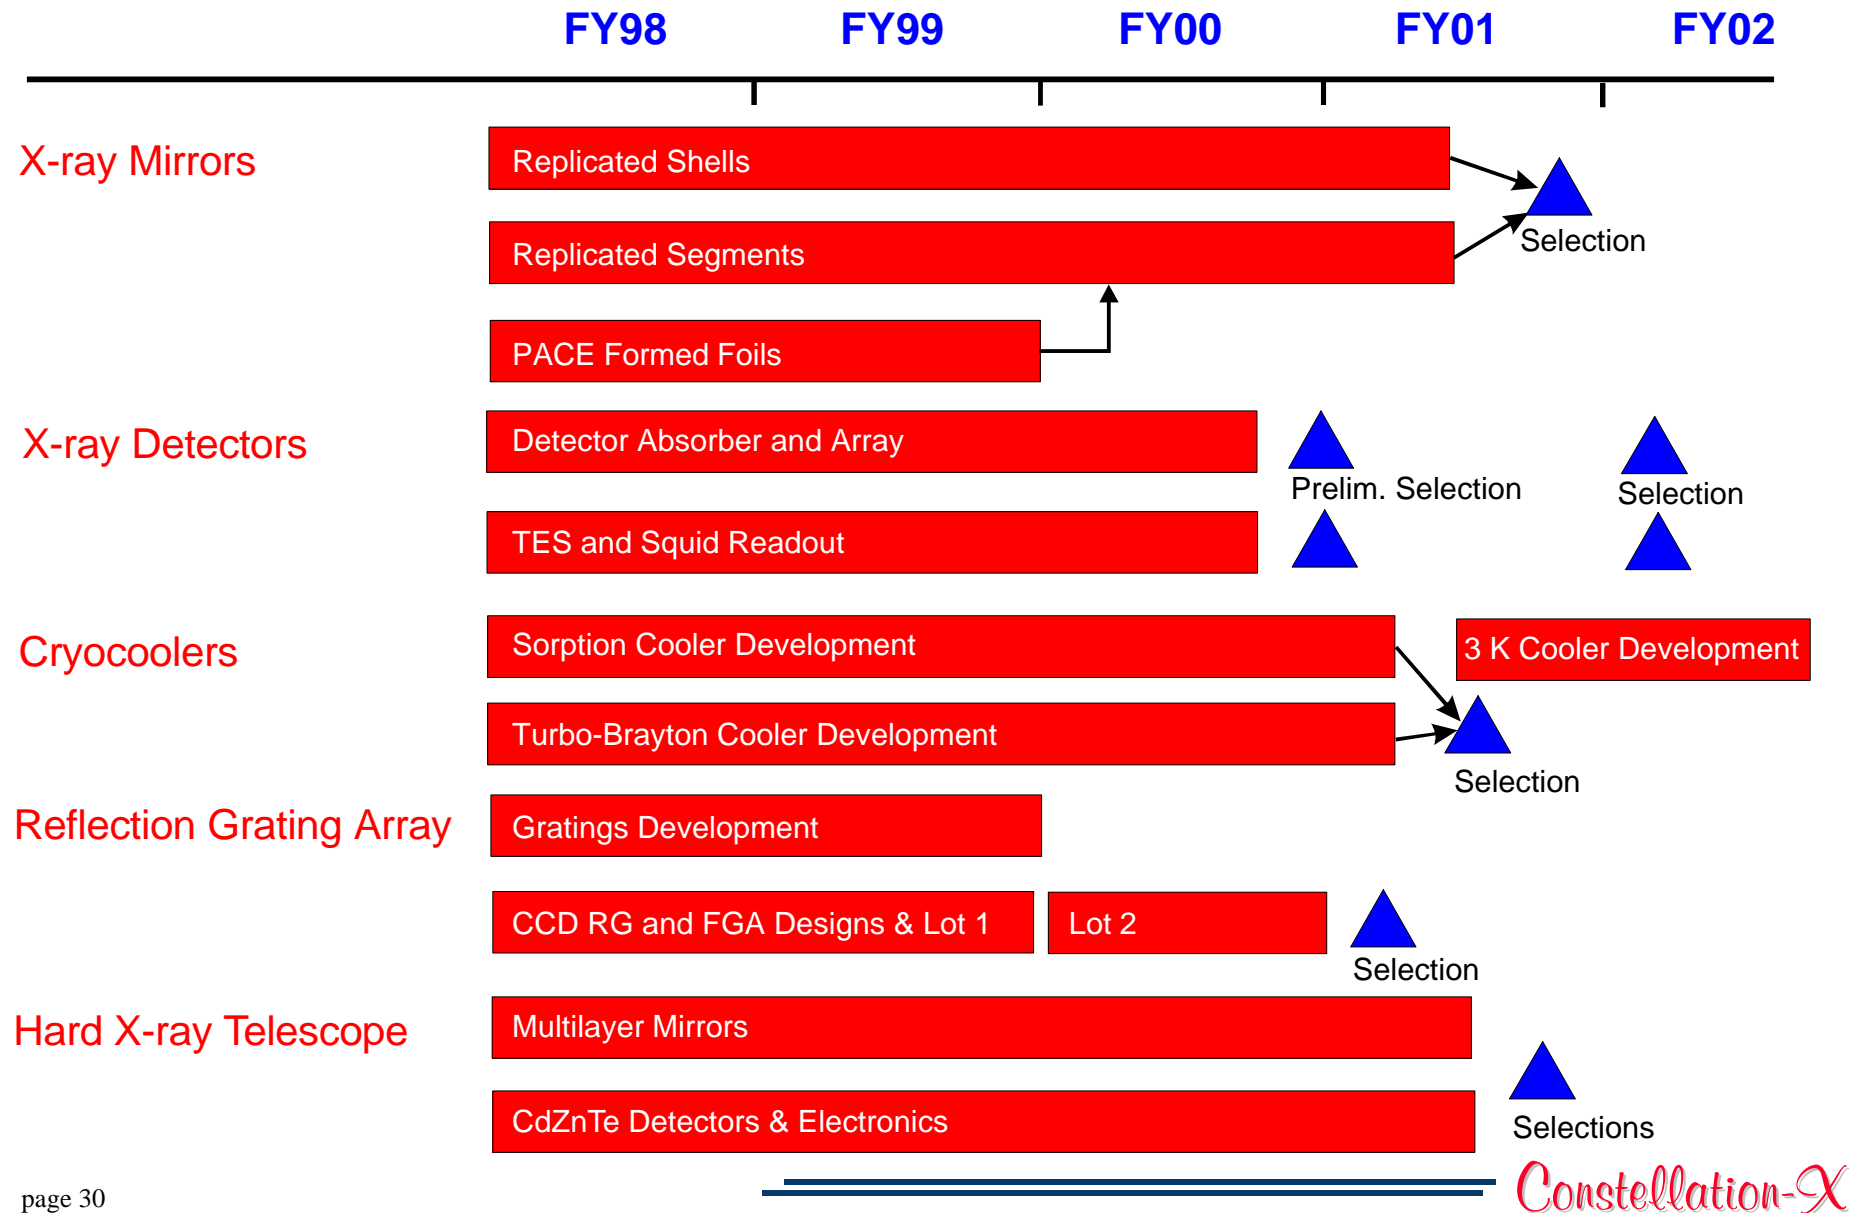 FY98 FY99 FY00 FY01 FY02
X-ray Mirrors
Replicated Shells
Replicated Segments
Selection
PACE Formed Foils
X-ray Detectors
Detector Absorber and Array
Prelim. Selection
Selection
TES and Squid Readout
Cryocoolers
Sorption Cooler Development
3 K Cooler Development
Turbo-Brayton Cooler Development
Selection
Reflection Grating Array
Gratings Development
CCD RG and FGA Designs & Lot 1
Lot 2
Selection
Hard X-ray Telescope
Multilayer Mirrors
CdZnTe Detectors & Electronics
Selections
page 30
Constellation-X